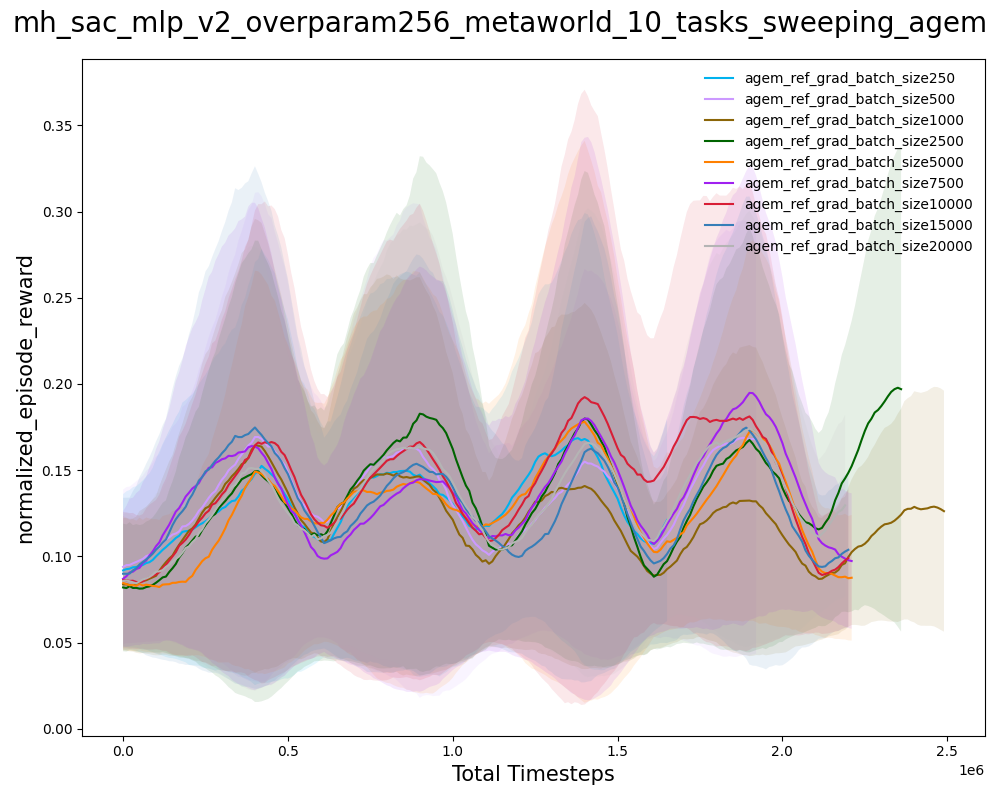 mh_sac_mlp_v2_overparam256_metaworld_10_tasks_sweeping_agem
agem_ref_grad_batch_size250
agem_ref_grad_batch_size500
agem_ref_grad_batch_size1000
agem_ref_grad_batch_size2500
agem_ref_grad_batch_size5000
agem_ref_grad_batch_size7500
agem_ref_grad_batch_size10000
agem_ref_grad_batch_size15000
agem_ref_grad_batch_size20000
normalized_episode_reward
0.35
0.30
0.25
0.20
0.15
0.10
0.05
0.00
0.0
0.5
1.0
1.5
2.0
2.5
1e6
Total Timesteps